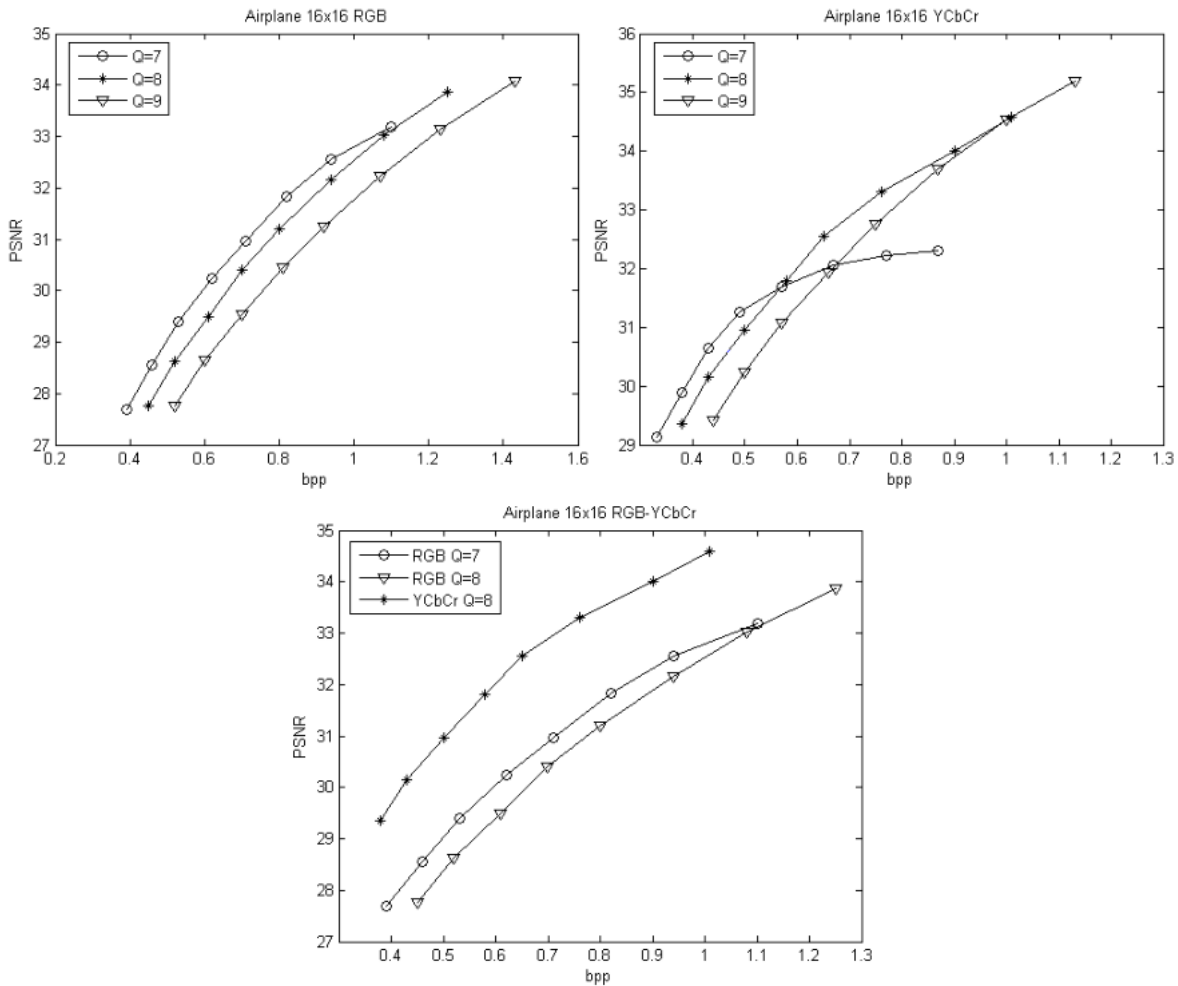 Airplane 16x16 RGB
35
34
33
32
31
30
29
28
27
PSNR
Q=7
Q=8
Q=9
0.2 0.4 0.6 0.8 1 1.2 1.4 1.6
bpp
Airplane 16x16 YCbCr
36
35
34
33
32
31
30
29
PSNR
Q=7
Q=8
Q=9
0.4 0.5 0.6 0.7 0.8 0.9 1 1.1 1.2 1.3
bpp
Airplane 16x16 RGB-YCbCr
35
34
33
32
31
30
29
28
27
PSNR
RGB Q=7
RGB Q=8
YCbCr Q=8
0.4 0.5 0.6 0.7 0.8 0.9 1 1.1 1.2 1.3
bpp